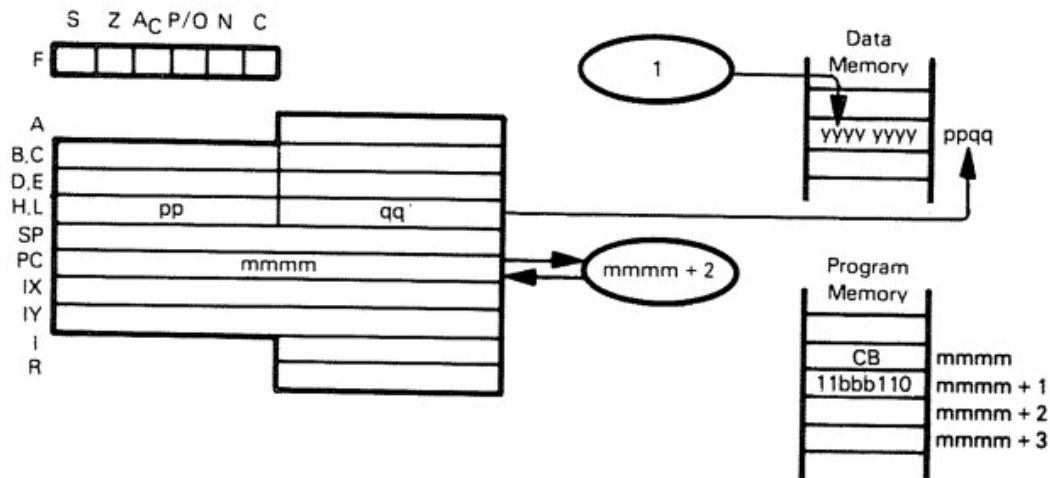 S Z AC P/O N C
F
A
B,C
D,E
H,L pp qq
SP
PC mmmm
IX
IY
I
R
1
mmmm + 2
Data
Memory
yyyy yyyy ppqq
Program
Memory
CB mmmm
11bbb110 mmmm + 1
mmmm + 2
mmmm + 3